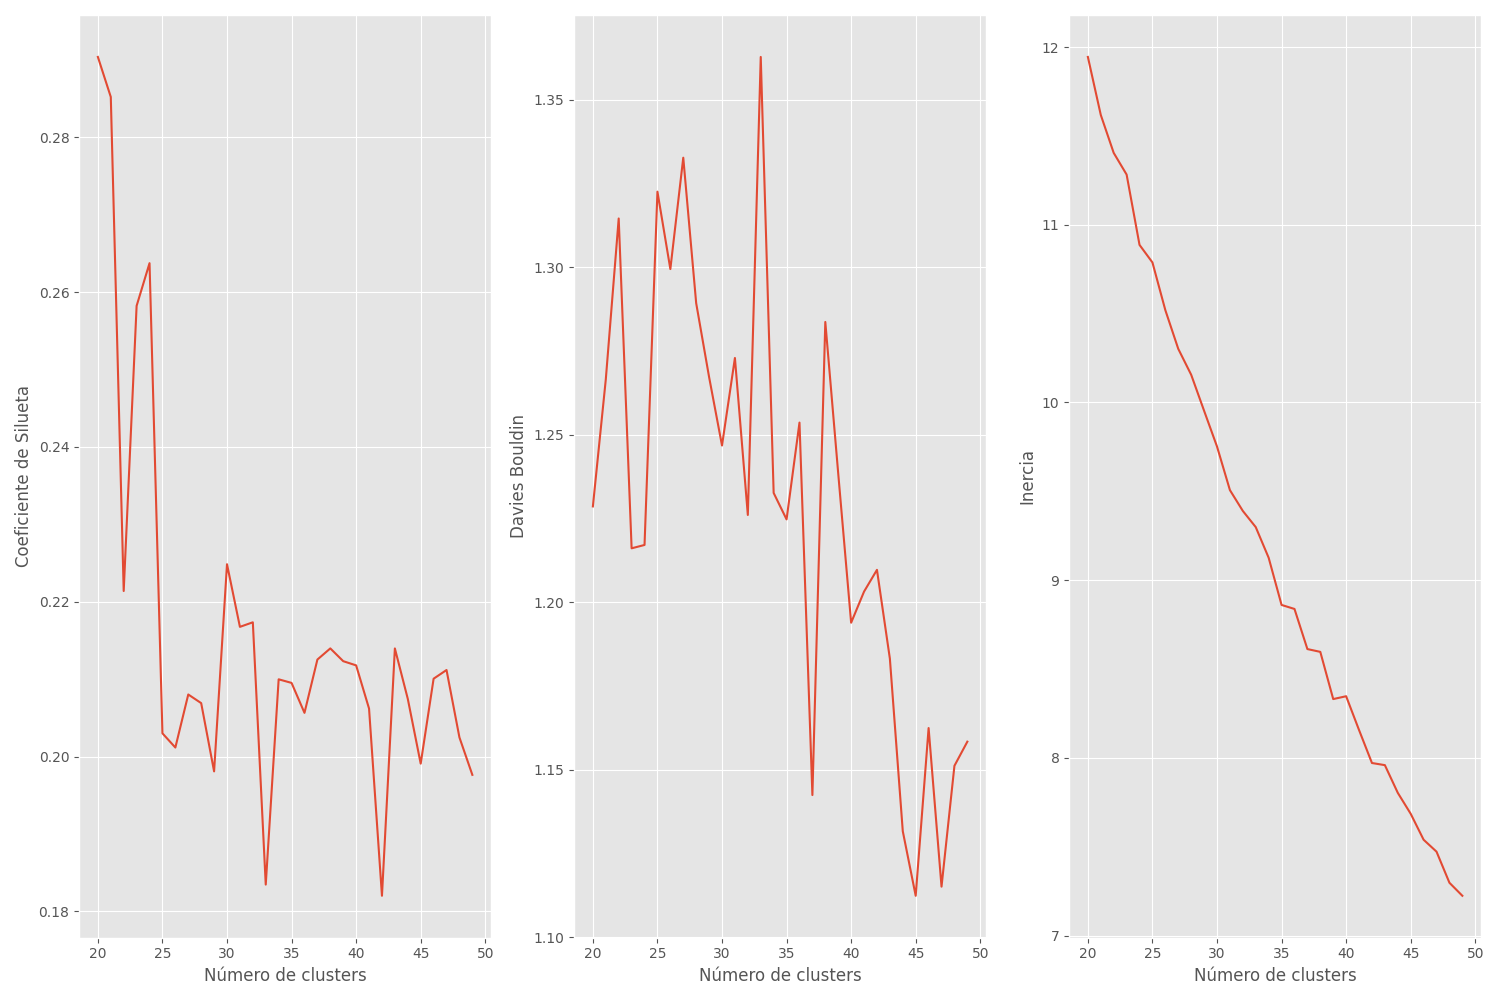 Coeficiente de Silueta
0.28
0.26
0.24
0.22
0.20
0.18
20 25 30 35 40 45 50
Número de clusters
Davies Bouldin
1.35
1.30
1.25
1.20
1.15
1.10
20 25 30 35 40 45 50
Número de clusters
Inercia
12
11
10
9
8
7
20 25 30 35 40 45 50
Número de clusters